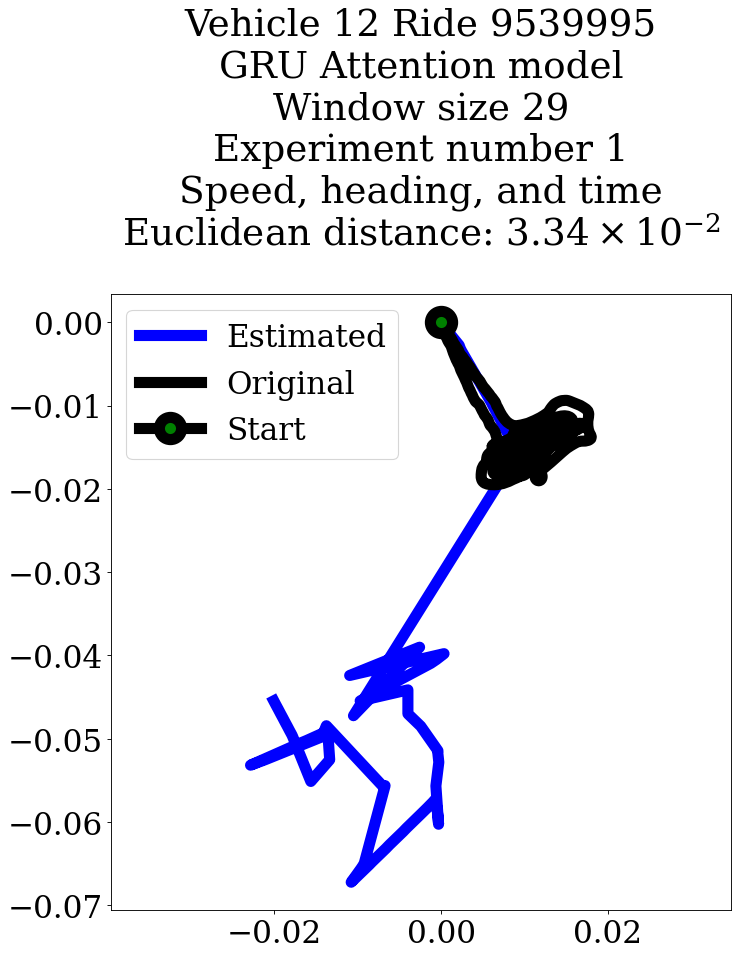 Vehicle 12 Ride 9539995
GRU Attention model
Window size 29
Experiment number 1
Speed, heading, and time
Euclidean distance: 3.34 × 10⁻²
Estimated
Original
Start
0.00
−0.01
−0.02
−0.03
−0.04
−0.05
−0.06
−0.07
−0.02 0.00 0.02